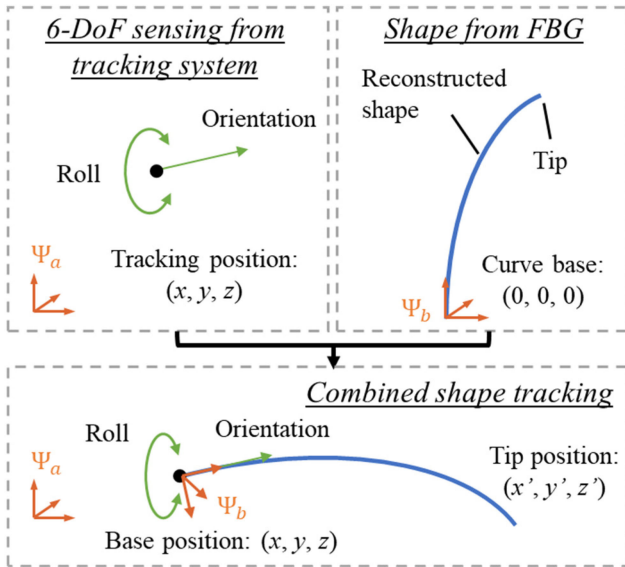 6-DoF sensing from
tracking system
Orientation
Roll
Ψa
Tracking position:
(x, y, z)
Shape from FBG
Reconstructed
shape
Tip
Curve base:
(0, 0, 0)
Ψb
Combined shape tracking
Roll
Orientation
Ψa
Ψb
Tip position:
(x’, y’, z’)
Base position: (x, y, z)